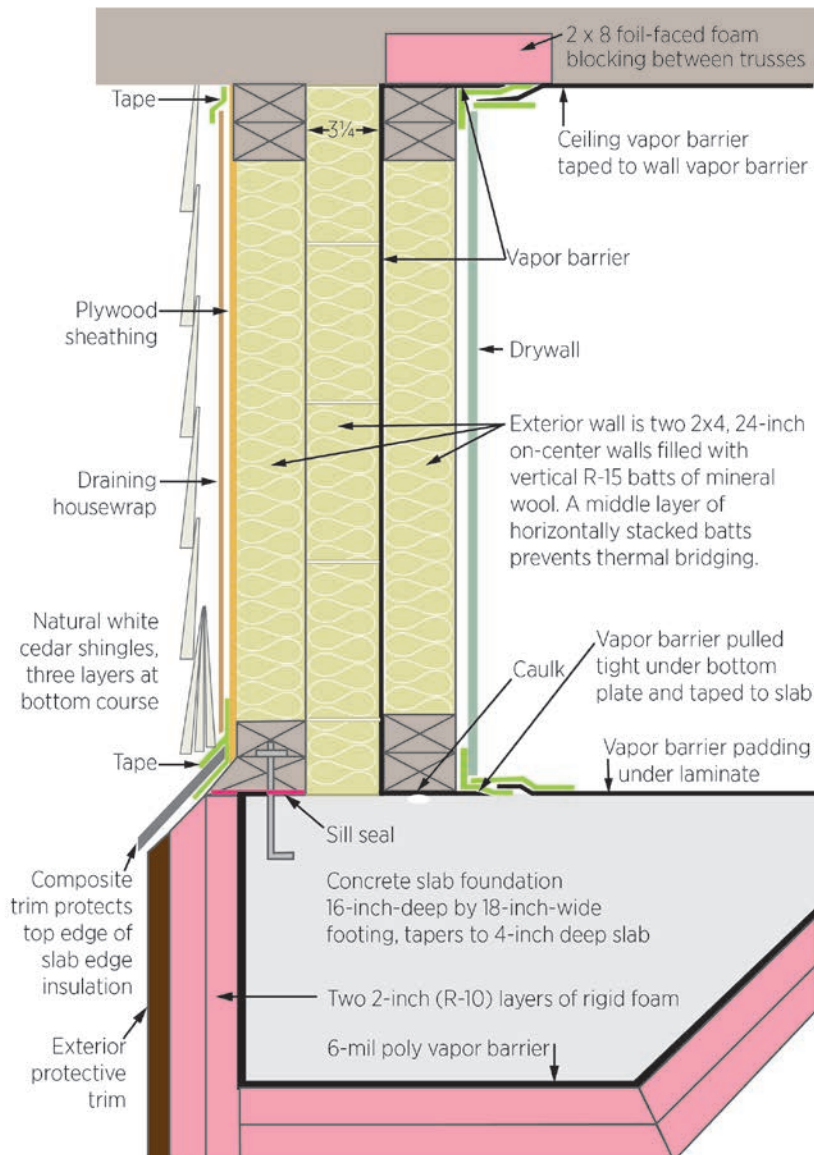 2 x 8 foil-faced foam
blocking between trusses
Tape
3¼
Ceiling vapor barrier
taped to wall vapor barrier
Vapor barrier
Plywood
sheathing
Drywall
Exterior wall is two 2x4, 24-inch
on-center walls filled with
vertical R-15 batts of mineral
wool. A middle layer of
horizontally stacked batts
prevents thermal bridging.
Draining
housewrap
Natural white
cedar shingles,
three layers at
bottom course
Caulk
Vapor barrier pulled
tight under bottom
plate and taped to slab
Tape
Vapor barrier padding
under laminate
Sill seal
Composite
trim protects
top edge of
slab edge
insulation
Concrete slab foundation
16-inch-deep by 18-inch-wide
footing, tapers to 4-inch deep slab
Two 2-inch (R-10) layers of rigid foam
Exterior
protective
trim
6-mil poly vapor barrier